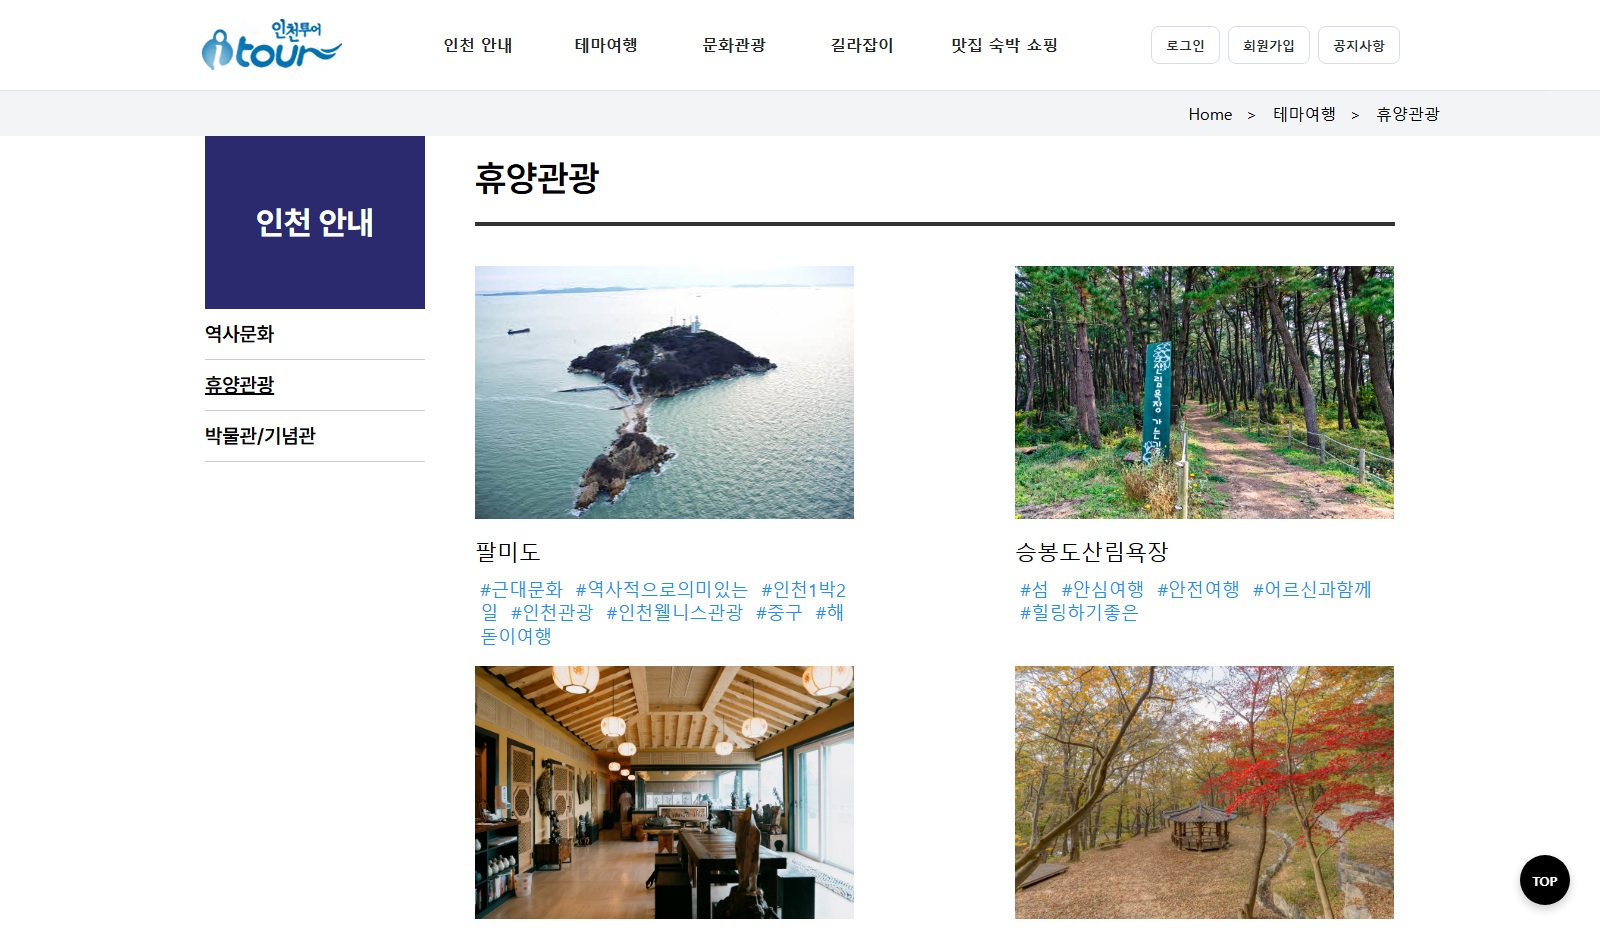 인천투어
itour
인천 안내
테마여행
문화관광
길라잡이
맛집 숙박 쇼핑
로그인
회원가입
공지사항
Home > 테마여행 > 휴양관광
인천 안내
역사문화
휴양관광
박물관/기념관
휴양관광
산림욕장 가는길
팔미도
#근대문화 #역사적으로의미있는 #인천1박2
일 #인천관광 #인천웰니스관광 #중구 #해
돋이여행
승봉도산림욕장
#섬 #안심여행 #안전여행 #어르신과함께
#힐링하기좋은
TOP